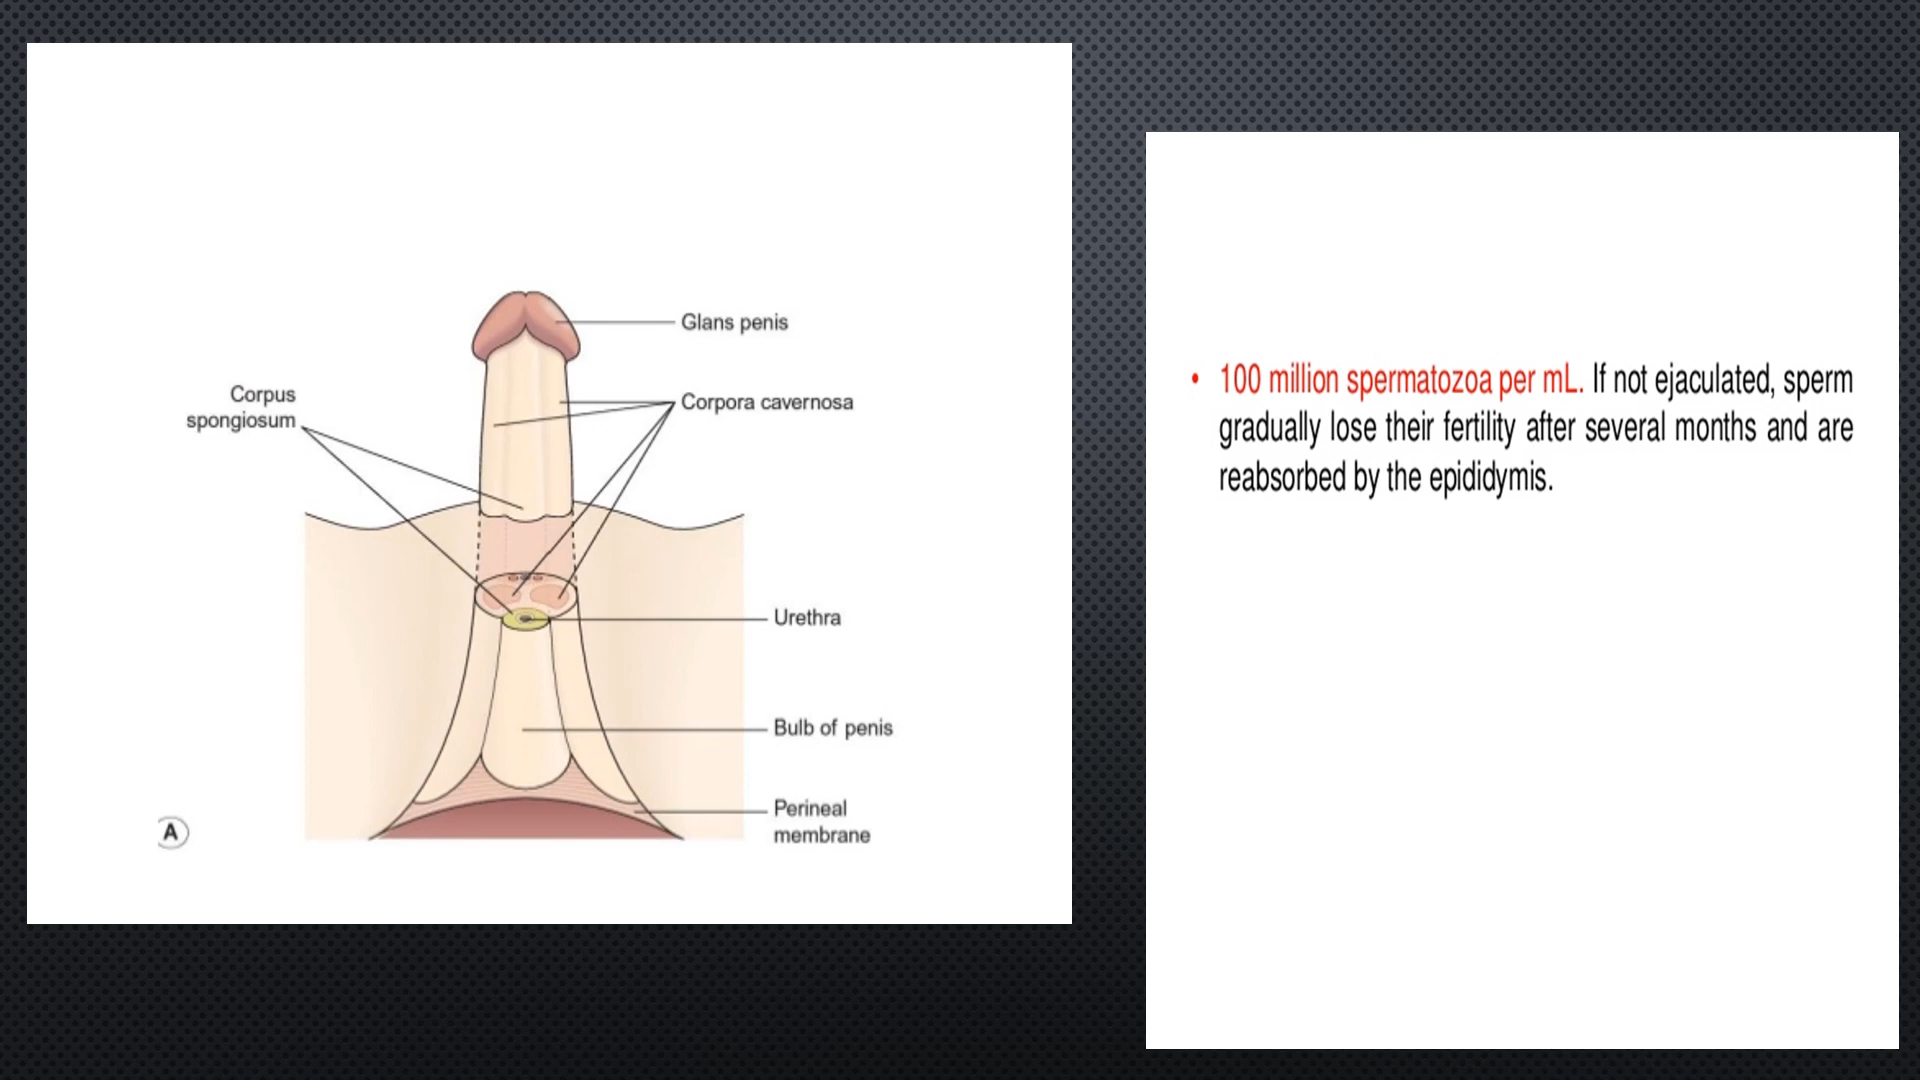 Glans penis
Corpus
spongiosum
Corpora cavernosa
Urethra
Bulb of penis
Perineal
membrane
A
• 100 million spermatozoa per mL. If not ejaculated, sperm
gradually lose their fertility after several months and are
reabsorbed by the epididymis.